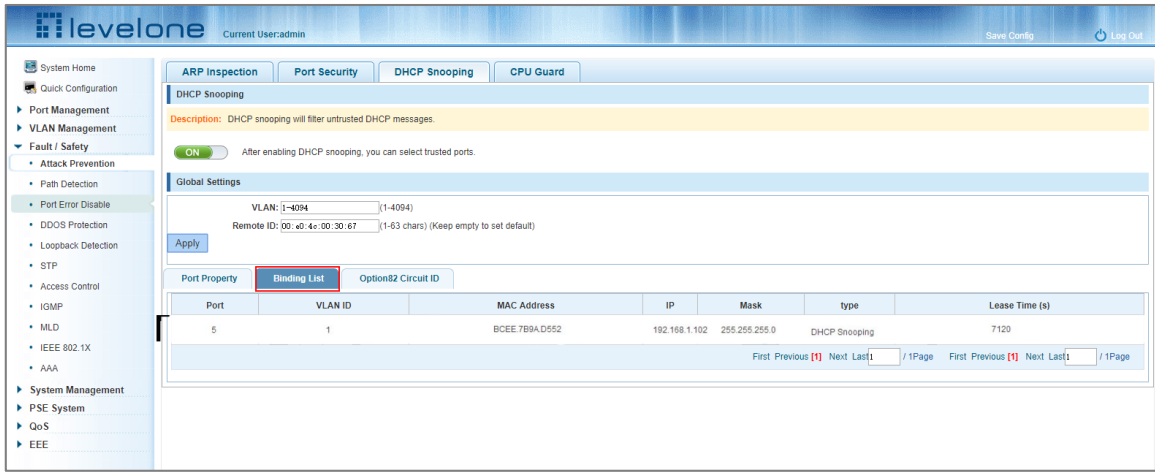 levelone Current User:admin Save Config Log Out
System Home
Quick Configuration
Port Management
VLAN Management
Fault / Safety
Attack Prevention
Path Detection
Port Error Disable
DDOS Protection
Loopback Detection
STP
Access Control
IGMP
MLD
IEEE 802.1X
AAA
System Management
PSE System
QoS
EEE
ARP Inspection Port Security DHCP Snooping CPU Guard
DHCP Snooping
Description: DHCP snooping will filter untrusted DHCP messages.
ON After enabling DHCP snooping, you can select trusted ports.
Global Settings
VLAN: 1-4094 (1-4094)
Remote ID: 00:e0:4c:00:30:67 (1-63 chars) (Keep empty to set default)
Apply
Port Property Binding List Option82 Circuit ID
Port VLAN ID MAC Address IP Mask type Lease Time (s)
5 1 BCEE.7B9A.D552 192.168.1.102 255.255.255.0 DHCP Snooping 7120
First Previous [1] Next Last 1 / 1Page First Previous [1] Next Last 1 / 1Page